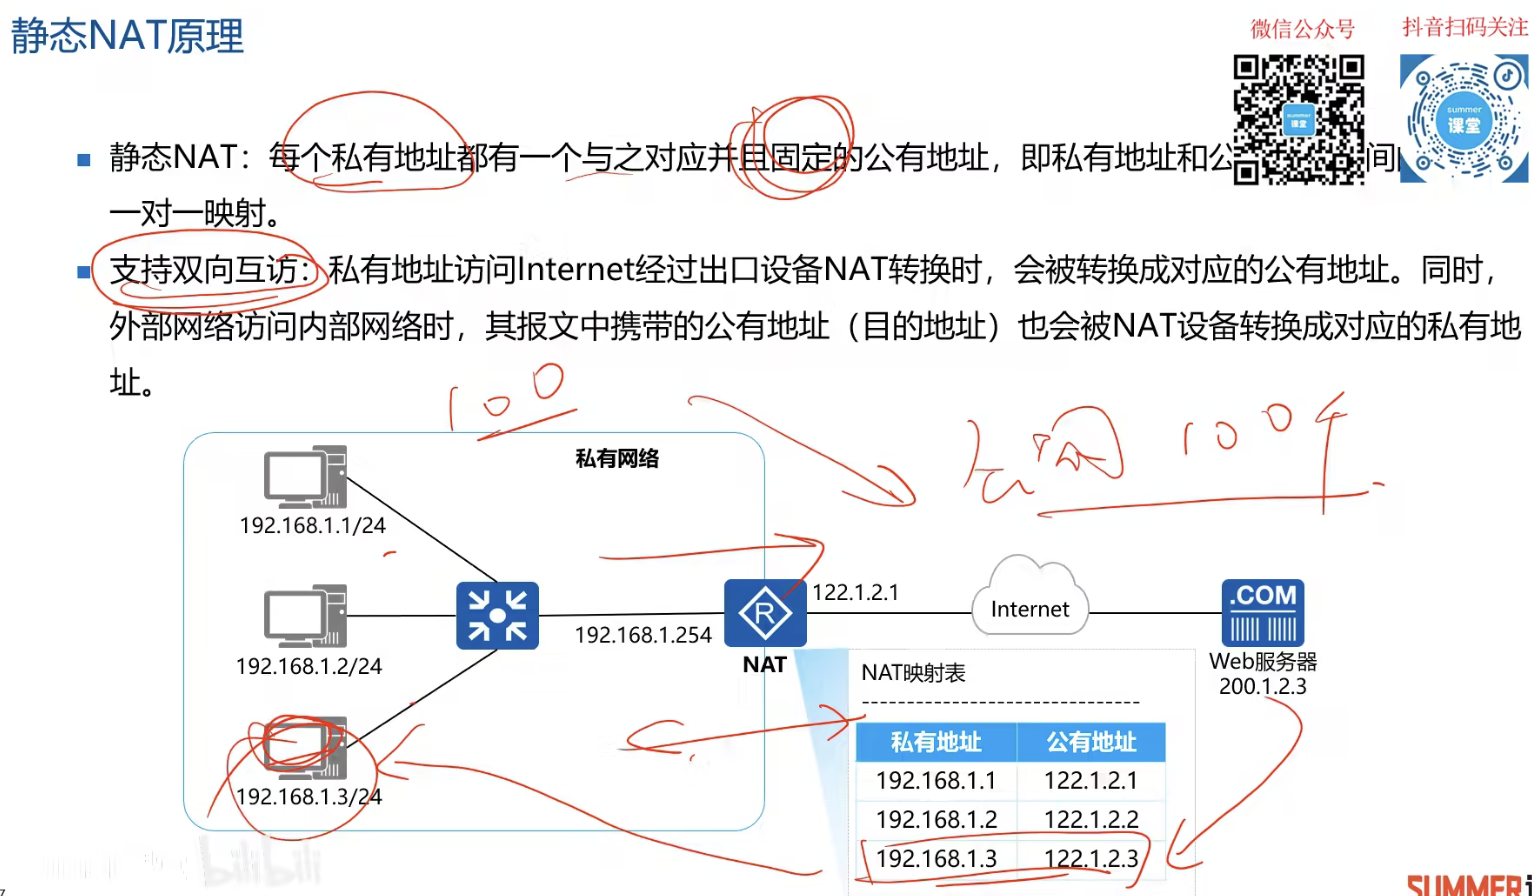 静态NAT原理
微信公众号
抖音扫码关注
summer
课堂
summer
课堂
静态NAT：每个私有地址都有一个与之对应并且固定的公有地址，即私有地址和公
一对一映射。
支持双向互访：私有地址访问Internet经过出口设备NAT转换时，会被转换成对应的公有地址。同时，
外部网络访问内部网络时，其报文中携带的公有地址（目的地址）也会被NAT设备转换成对应的私有地
址。
100
公网 100个
私有网络
192.168.1.1/24
192.168.1.2/24
192.168.1.3/24
192.168.1.254
R
NAT
122.1.2.1
Internet
.COM
Web服务器
200.1.2.3
NAT映射表
私有地址 公有地址
192.168.1.1 122.1.2.1
192.168.1.2 122.1.2.2
192.168.1.3 122.1.2.3
bilibili
SUMMER